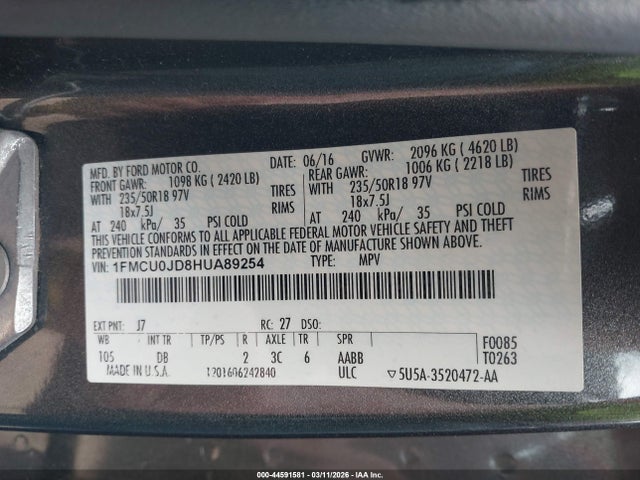 MFD. BY FORD MOTOR CO. DATE: 06/16 GVWR: 2096 KG ( 4620 LB)
FRONT GAWR: 1098 KG ( 2420 LB) REAR GAWR: 1006 KG ( 2218 LB)
WITH 235/50R18 97V TIRES WITH 235/50R18 97V TIRES
18x7.5J RIMS 18x7.5J RIMS
AT 240 kPa/ 35 PSI COLD AT 240 kPa/ 35 PSI COLD
THIS VEHICLE CONFORMS TO ALL APPLICABLE FEDERAL MOTOR VEHICLE SAFETY AND THEFT
PREVENTION STANDARDS IN EFFECT ON THE DATE OF MANUFACTURE SHOWN ABOVE.
VIN: 1FMCU0JD8HUA89254 TYPE: MPV
EXT PNT: J7 RC: 27 DSO: F0085
WB INT TR TP/PS R AXLE TR SPR T0263
105 DB 2 3C 6 AABB
MADE IN U.S.A. 1201606242840 ULC ▽5U5A-3520472-AA
000-44591581 - 03/11/2026 - IAA Inc.